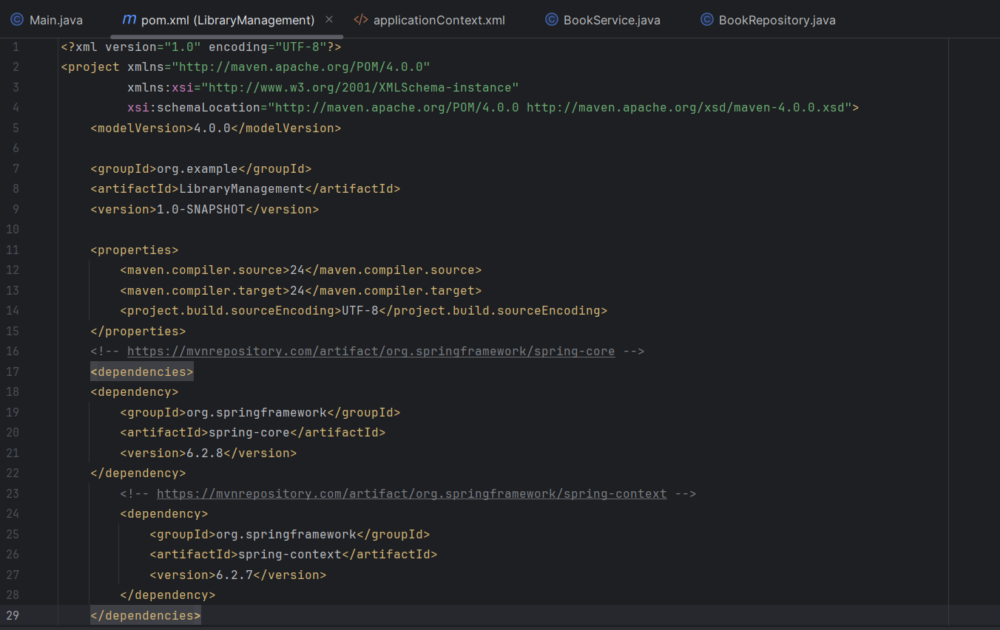 Main.java pom.xml (LibraryManagement) applicationContext.xml BookService.java BookRepository.java
1 <?xml version="1.0" encoding="UTF-8"?>
2 <project xmlns="http://maven.apache.org/POM/4.0.0"
3 xmlns:xsi="http://www.w3.org/2001/XMLSchema-instance"
4 xsi:schemaLocation="http://maven.apache.org/POM/4.0.0 http://maven.apache.org/xsd/maven-4.0.0.xsd">
5 <modelVersion>4.0.0</modelVersion>
6
7 <groupId>org.example</groupId>
8 <artifactId>LibraryManagement</artifactId>
9 <version>1.0-SNAPSHOT</version>
10
11 <properties>
12 <maven.compiler.source>24</maven.compiler.source>
13 <maven.compiler.target>24</maven.compiler.target>
14 <project.build.sourceEncoding>UTF-8</project.build.sourceEncoding>
15 </properties>
16 <!-- https://mvnrepository.com/artifact/org.springframework/spring-core -->
17 <dependencies>
18 <dependency>
19 <groupId>org.springframework</groupId>
20 <artifactId>spring-core</artifactId>
21 <version>6.2.8</version>
22 </dependency>
23 <!-- https://mvnrepository.com/artifact/org.springframework/spring-context -->
24 <dependency>
25 <groupId>org.springframework</groupId>
26 <artifactId>spring-context</artifactId>
27 <version>6.2.7</version>
28 </dependency>
29 </dependencies>